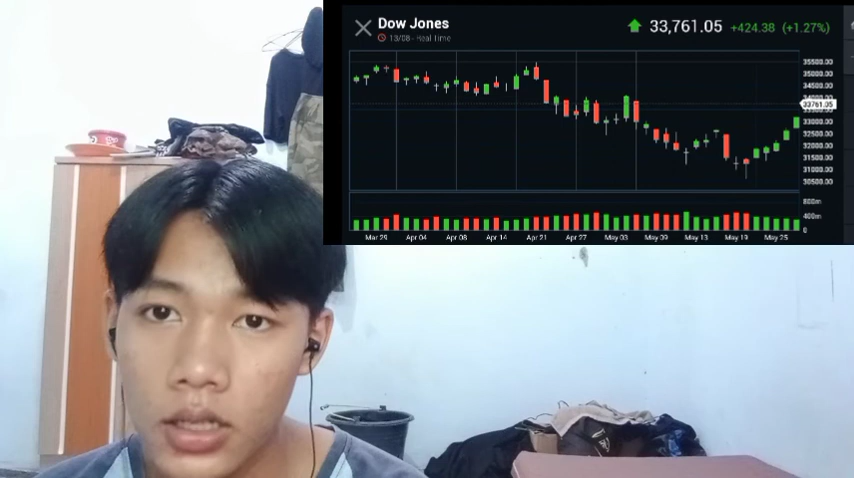 Dow Jones
33,761.05 +424.38 (+1.27%)
13/08 - Real Time
35500.00
35000.00
34500.00
34000.00
33761.05
33000.00
32500.00
32000.00
31500.00
31000.00
30500.00
800m
400m
0
Mar 29 Apr 04 Apr 08 Apr 14 Apr 21 Apr 27 May 03 May 09 May 13 May 19 May 25